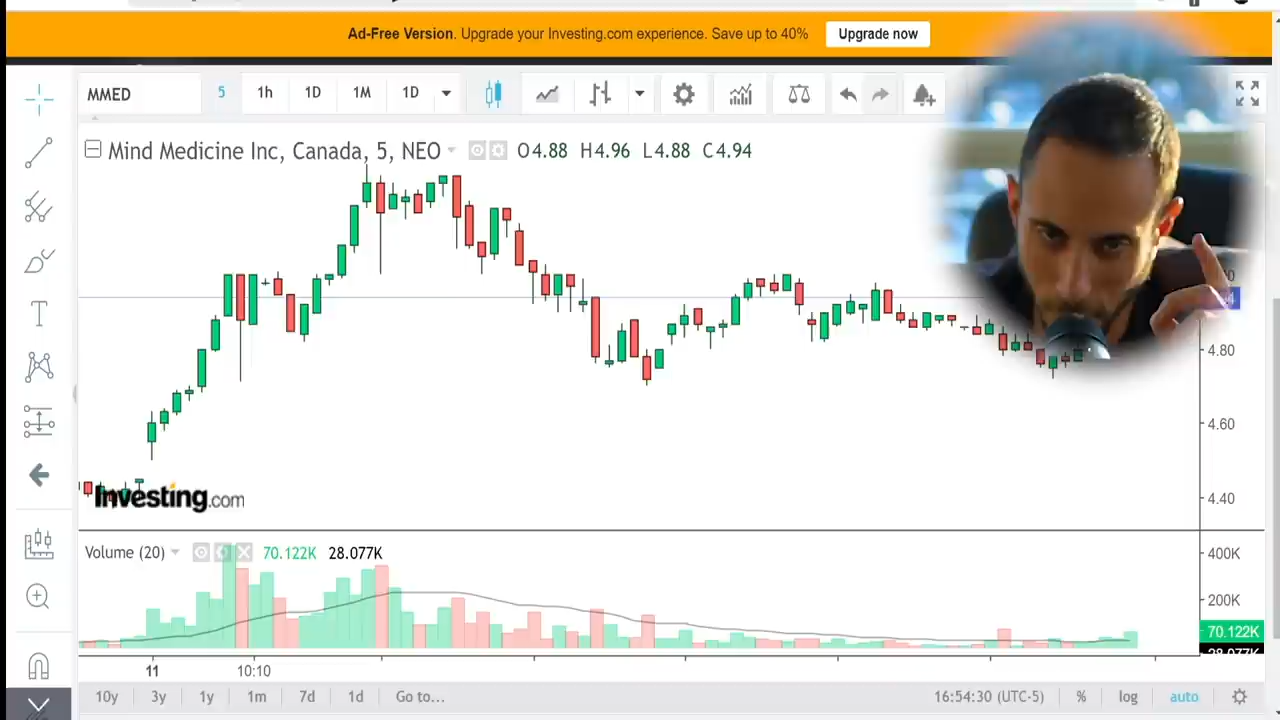 Ad-Free Version. Upgrade your Investing.com experience. Save up to 40% Upgrade now
MMED 5 1h 1D 1M 1D
Mind Medicine Inc, Canada, 5, NEO O4.88 H4.96 L4.88 C4.94
4.80
4.60
4.40
Investing.com
Volume (20) 70.122K 28.077K
400K
200K
70.122K
28.077K
11 10:10
10y 3y 1y 1m 7d 1d Go to... 16:54:30 (UTC-5) % log auto